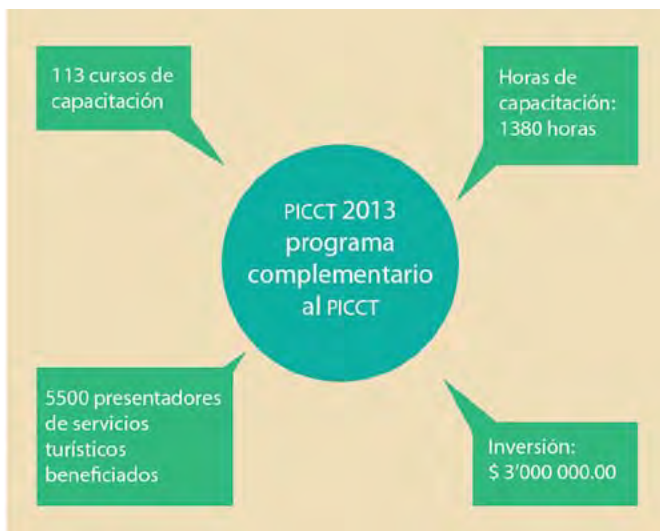 113 cursos de
capacitación
Horas de
capacitación:
1380 horas
PICCT 2013
programa
complementario
al PICCT
5500 presentadores
de servicios
turísticos
beneficiados
Inversión:
$ 3’000 000.00